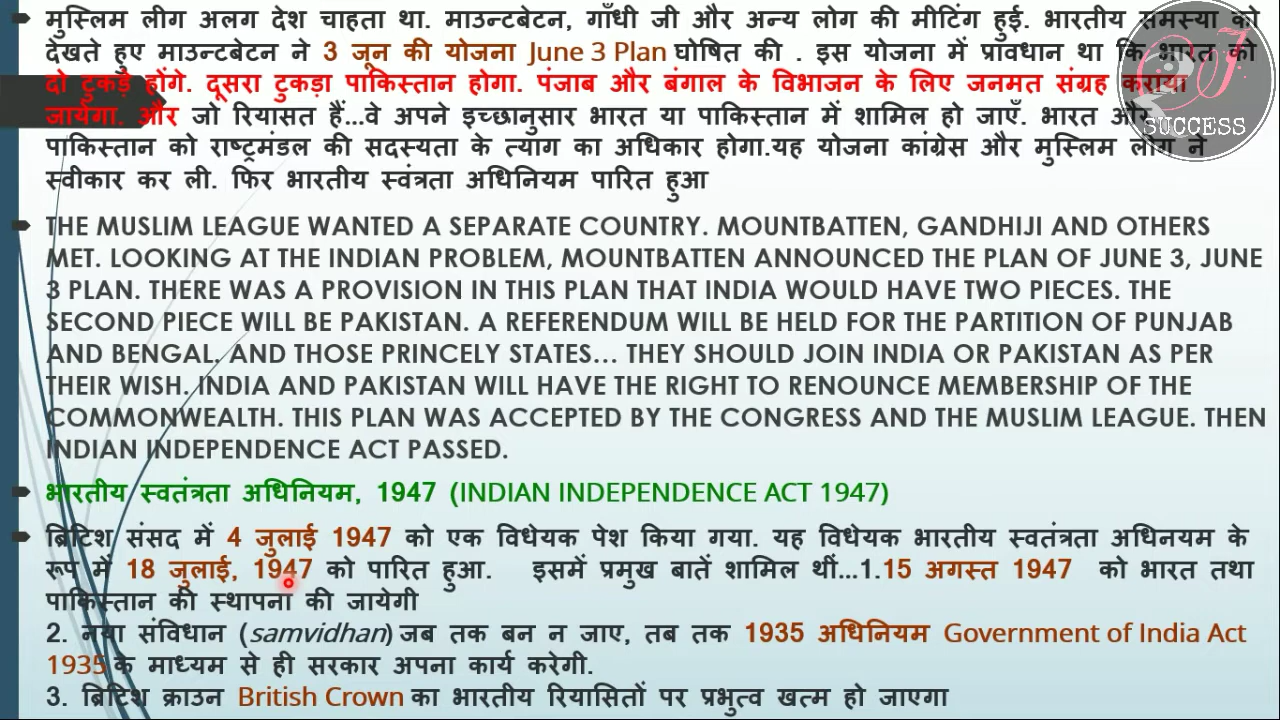 मुस्लिम लीग अलग देश चाहता था. माउन्टबेटन, गाँधी जी और अन्य लोग की मीटिंग हुई. भारतीय समस्या को
देखते हुए माउन्टबेटन ने 3 जून की योजना June 3 Plan घोषित की . इस योजना में प्रावधान था कि भारत को
दो टुकड़े होंगे. दूसरा टुकड़ा पाकिस्तान होगा. पंजाब और बंगाल के विभाजन के लिए जनमत संग्रह कराया
जायेगा. और जो रियासत हैं...वे अपने इच्छानुसार भारत या पाकिस्तान में शामिल हो जाएँ. भारत और
पाकिस्तान को राष्ट्रमंडल की सदस्यता के त्याग का अधिकार होगा.यह योजना कांग्रेस और मुस्लिम लीग ने
स्वीकार कर ली. फिर भारतीय स्वंत्रता अधिनियम पारित हुआ
SUCCESS
THE MUSLIM LEAGUE WANTED A SEPARATE COUNTRY. MOUNTBATTEN, GANDHIJI AND OTHERS
MET. LOOKING AT THE INDIAN PROBLEM, MOUNTBATTEN ANNOUNCED THE PLAN OF JUNE 3, JUNE
3 PLAN. THERE WAS A PROVISION IN THIS PLAN THAT INDIA WOULD HAVE TWO PIECES. THE
SECOND PIECE WILL BE PAKISTAN. A REFERENDUM WILL BE HELD FOR THE PARTITION OF PUNJAB
AND BENGAL. AND THOSE PRINCELY STATES... THEY SHOULD JOIN INDIA OR PAKISTAN AS PER
THEIR WISH. INDIA AND PAKISTAN WILL HAVE THE RIGHT TO RENOUNCE MEMBERSHIP OF THE
COMMONWEALTH. THIS PLAN WAS ACCEPTED BY THE CONGRESS AND THE MUSLIM LEAGUE. THEN
INDIAN INDEPENDENCE ACT PASSED.
भारतीय स्वतंत्रता अधिनियम, 1947 (INDIAN INDEPENDENCE ACT 1947)
ब्रिटिश संसद में 4 जुलाई 1947 को एक विधेयक पेश किया गया. यह विधेयक भारतीय स्वतंत्रता अधिनयम के
रूप में 18 जुलाई, 1947 को पारित हुआ. इसमें प्रमुख बातें शामिल थीं...1.15 अगस्त 1947 को भारत तथा
पाकिस्तान की स्थापना की जायेगी
2. नया संविधान (samvidhan) जब तक बन न जाए, तब तक 1935 अधिनियम Government of India Act
1935 के माध्यम से ही सरकार अपना कार्य करेगी.
3. ब्रिटिश क्राउन British Crown का भारतीय रियासितों पर प्रभुत्व खत्म हो जाएगा